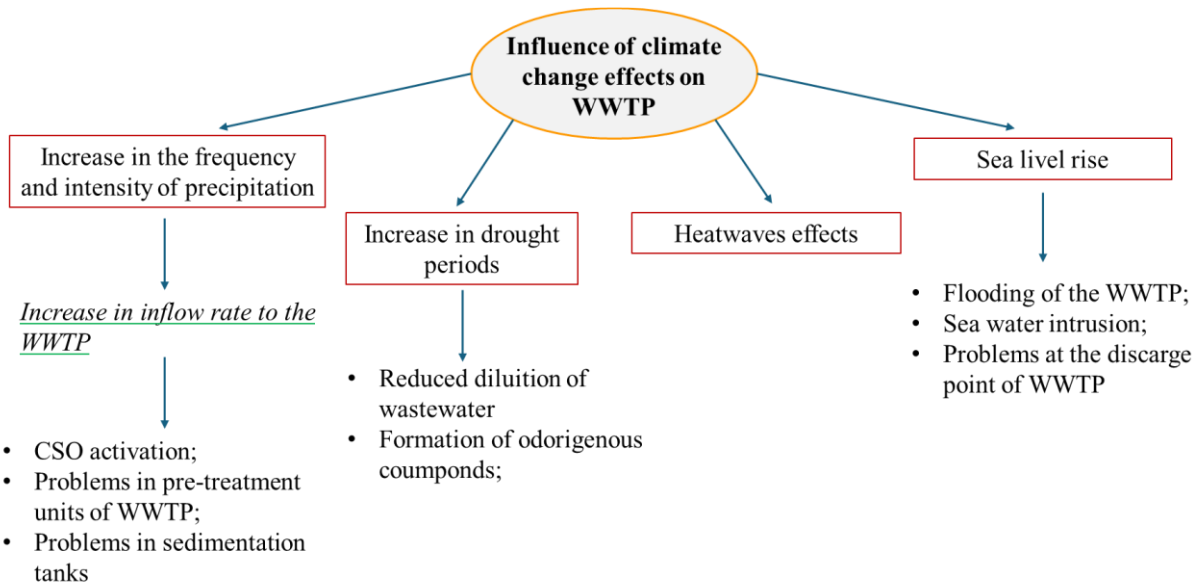 Influence of climate
change effects on
WWTP
Increase in the frequency
and intensity of precipitation
Increase in inflow rate to the
WWTP
• CSO activation;
• Problems in pre-treatment
units of WWTP;
• Problems in sedimentation
tanks
Increase in drought
periods
• Reduced diluition of
wastewater
• Formation of odorigenous
coumponds;
Heatwaves effects
Sea livel rise
• Flooding of the WWTP;
• Sea water intrusion;
• Problems at the discarge
point of WWTP